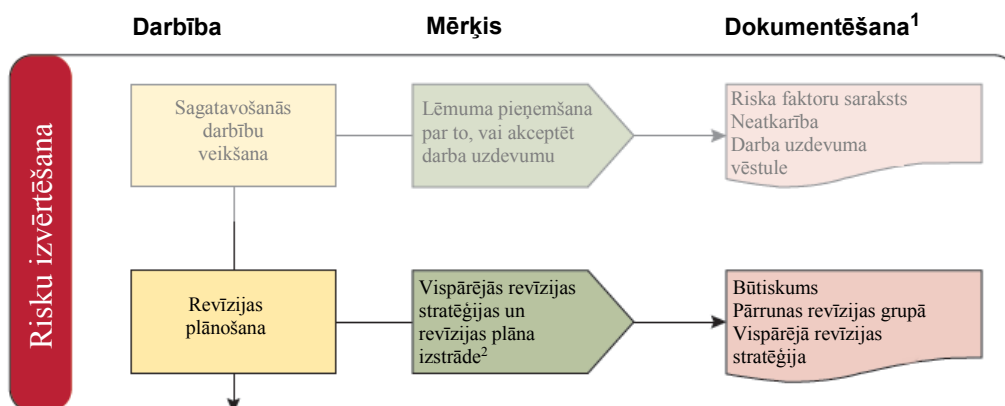 Darbība
Mērķis
Dokumentēšana1
Risku izvērtēšana
Sagatavošanās
darbību
veikšana
Lēmuma pieņemšana
par to, vai akceptēt
darba uzdevumu
Riska faktoru saraksts
Neatkarība
Darba uzdevuma
vēstule
Revīzijas
plānošana
Vispārējās revīzijas
stratēģijas un
revīzijas plāna
izstrāde2
Būtiskums
Pārrunas revīzijas grupā
Vispārējā revīzijas
stratēģija